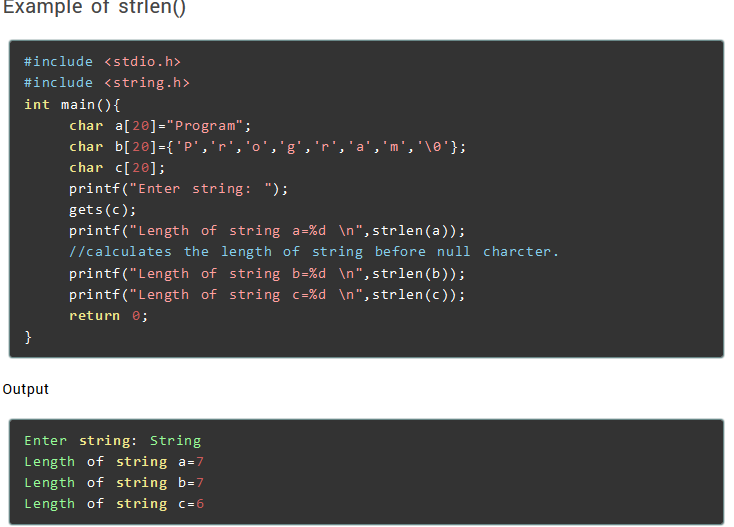 Example of strlen()
#include <stdio.h>
#include <string.h>
int main(){
char a[20]="Program";
char b[20]={'P','r','o','g','r','a','m','\0'};
char c[20];
printf("Enter string: ");
gets(c);
printf("Length of string a=%d \n",strlen(a));
//calculates the length of string before null charcter.
printf("Length of string b=%d \n",strlen(b));
printf("Length of string c=%d \n",strlen(c));
return 0;
}
Output
Enter string: String
Length of string a=7
Length of string b=7
Length of string c=6